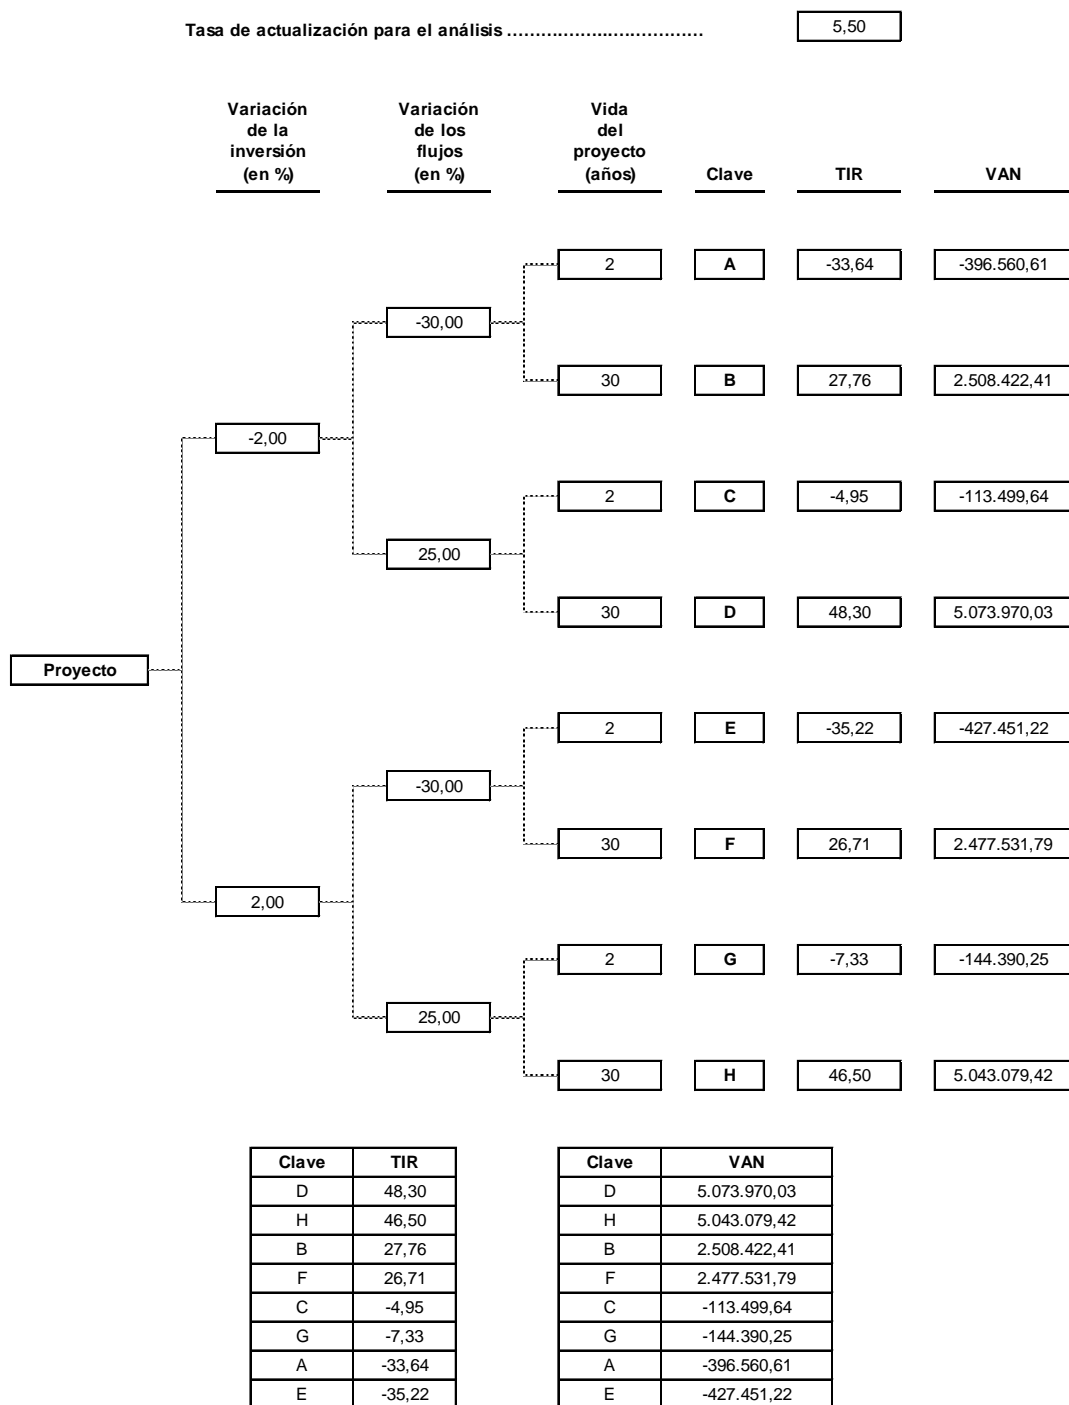 Tasa de actualización para el análisis ................................. 5,50
Variación Variación Vida
de la de los del
inversión flujos proyecto
(en %) (en %) (años) Clave TIR VAN
2 A -33,64 -396.560,61
-30,00
30 B 27,76 2.508.422,41
-2,00
2 C -4,95 -113.499,64
25,00
30 D 48,30 5.073.970,03
Proyecto
2 E -35,22 -427.451,22
-30,00
30 F 26,71 2.477.531,79
2,00
2 G -7,33 -144.390,25
25,00
30 H 46,50 5.043.079,42
Clave TIR
D 48,30
H 46,50
B 27,76
F 26,71
C -4,95
G -7,33
A -33,64
E -35,22
Clave VAN
D 5.073.970,03
H 5.043.079,42
B 2.508.422,41
F 2.477.531,79
C -113.499,64
G -144.390,25
A -396.560,61
E -427.451,22